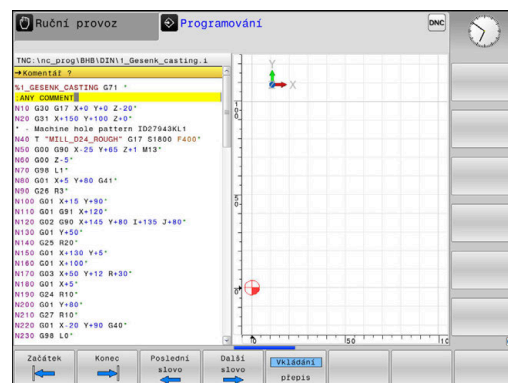 Ruční provoz
Programování
DNC
TNC:\nc_prog\BHB\DIN\1_Gesenk_casting.i
→Komentář ?
%1_GESENK_CASTING G71 *
;ANY COMMENT
N10 G30 G17 X+0 Y+0 Z-20*
N20 G31 X+150 Y+100 Z+0*
* - Machine hole pattern ID27943KL1
N40 T "MILL_D24_ROUGH" G17 S1800 F400*
N50 G00 G90 X-25 Y+65 Z+1 M13*
N60 G00 Z-5*
N70 G98 L1*
N80 G01 X+5 Y+80 G41*
N90 G26 R3*
N100 G01 X+15 Y+90*
N110 G01 G91 X+120*
N120 G02 G90 X+145 Y+80 I+135 J+80*
N130 G01 Y+50*
N140 G25 R20*
N150 G01 X+130 Y+5*
N160 G01 X+100*
N170 G03 X+50 Y+12 R+30*
N180 G01 X+5*
N190 G24 R10*
N200 G01 Y+80*
N210 G27 R10*
N220 G01 X-20 Y+90 G40*
N230 G98 L0*
Y
X
100
50
0
0
50
Začátek
Konec
Poslední
slovo
Další
slovo
Vkládání
přepis